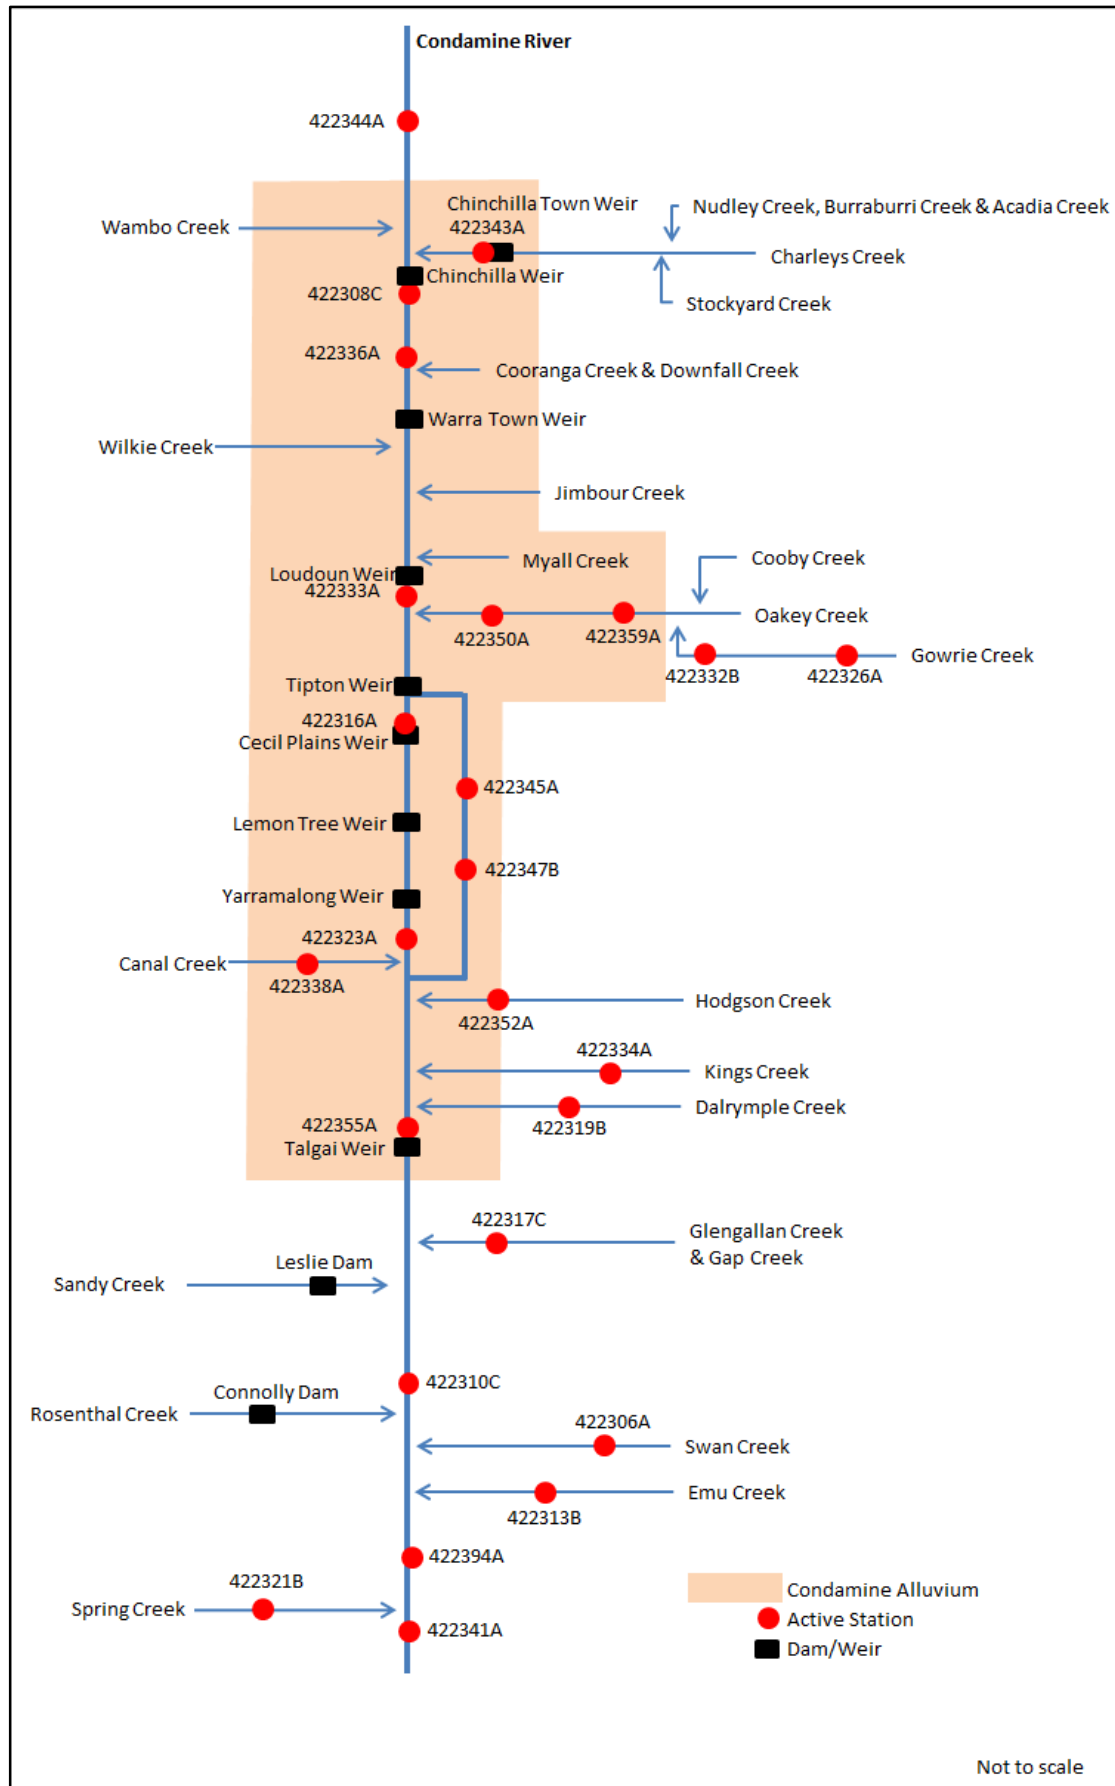 Condamine River
422344A
Chinchilla Town Weir
Nudley Creek, Burraburri Creek & Acadia Creek
Wambo Creek
422343A
Charleys Creek
Chinchilla Weir
422308C
Stockyard Creek
422336A
Cooranga Creek & Downfall Creek
Warra Town Weir
Wilkie Creek
Jimbour Creek
Myall Creek
Cooby Creek
Loudoun Weir
422333A
Oakey Creek
422350A
422359A
Gowrie Creek
422332B
422326A
Tipton Weir
422316A
Cecil Plains Weir
422345A
Lemon Tree Weir
422347B
Yarramalong Weir
422323A
Canal Creek
422338A
Hodgson Creek
422352A
422334A
Kings Creek
Dalrymple Creek
422355A
422319B
Talgai Weir
422317C
Glengallan Creek
& Gap Creek
Leslie Dam
Sandy Creek
422310C
Connolly Dam
Rosenthal Creek
422306A
Swan Creek
Emu Creek
422313B
422394A
422321B
Spring Creek
422341A
Condamine Alluvium
Active Station
Dam/Weir
Not to scale